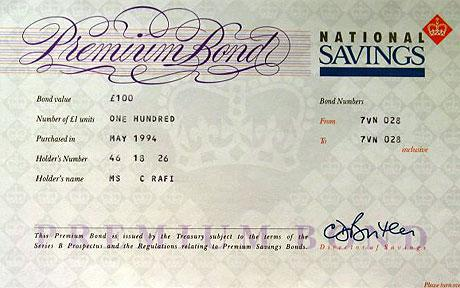 Premium Bond
NATIONAL
SAVINGS
Bond value £100
Number of £1 units ONE HUNDRED
Purchased in MAY 1994
Holder's Number 46 18 26
Holder's name MS C RAFI
Bond Numbers
From 7VN 028
To 7VN 028
inclusive
PREMIUM BOND
This Premium Bond is issued by the Treasury subject to the terms of the
Series B Prospectus and the Regulations relating to Premium Savings Bonds.
Director of Savings
Please turn over